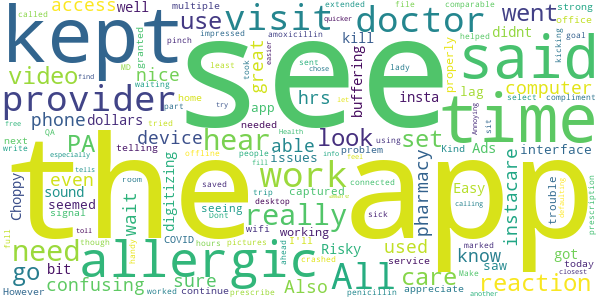 called multiple amoxicillin extended file comparable
access well impressed quicker strong office
kept see visit doctor went
pinch granted use chose easier kicking goal
MD waiting didnt
video nice great kill said
find least took sent lady buffering
provider home try app hrs insta computer properly
part dollars lag select compliment
phone needed Health time
free QA tried PA device hear able look set Kind Ads sit Annoying
next write telling offline people info problem using interface
especially issues desktop
even digitizing work pharmacy instacare trouble
Choppy sound captured connected Easy
tells fill
the app
seemed room saved trip sick calling prescription
signal wait seeing Dont wifi really working
need toll COVID hours pictures i'll ahead Risky used marked know got
full though crashed service saw today
go bit handy allergic All care reaction
However confusing worked sure continue Also prescribe penicillin appreciate Make another closest